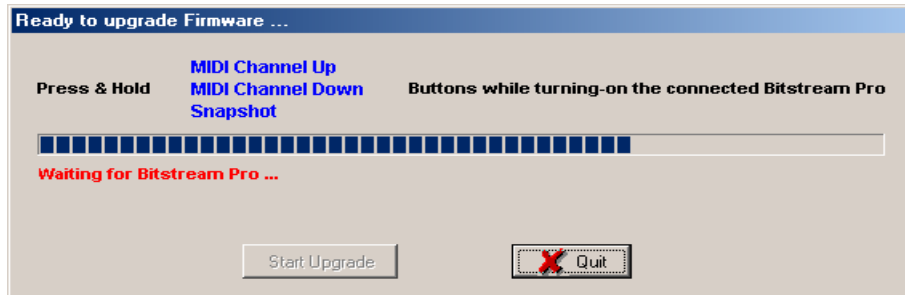 Ready to upgrade Firmware ...
MIDI Channel Up
Press & Hold MIDI Channel Down Buttons while turning-on the connected Bitstream Pro
Snapshot
Waiting for Bitstream Pro ...
Start Upgrade Quit